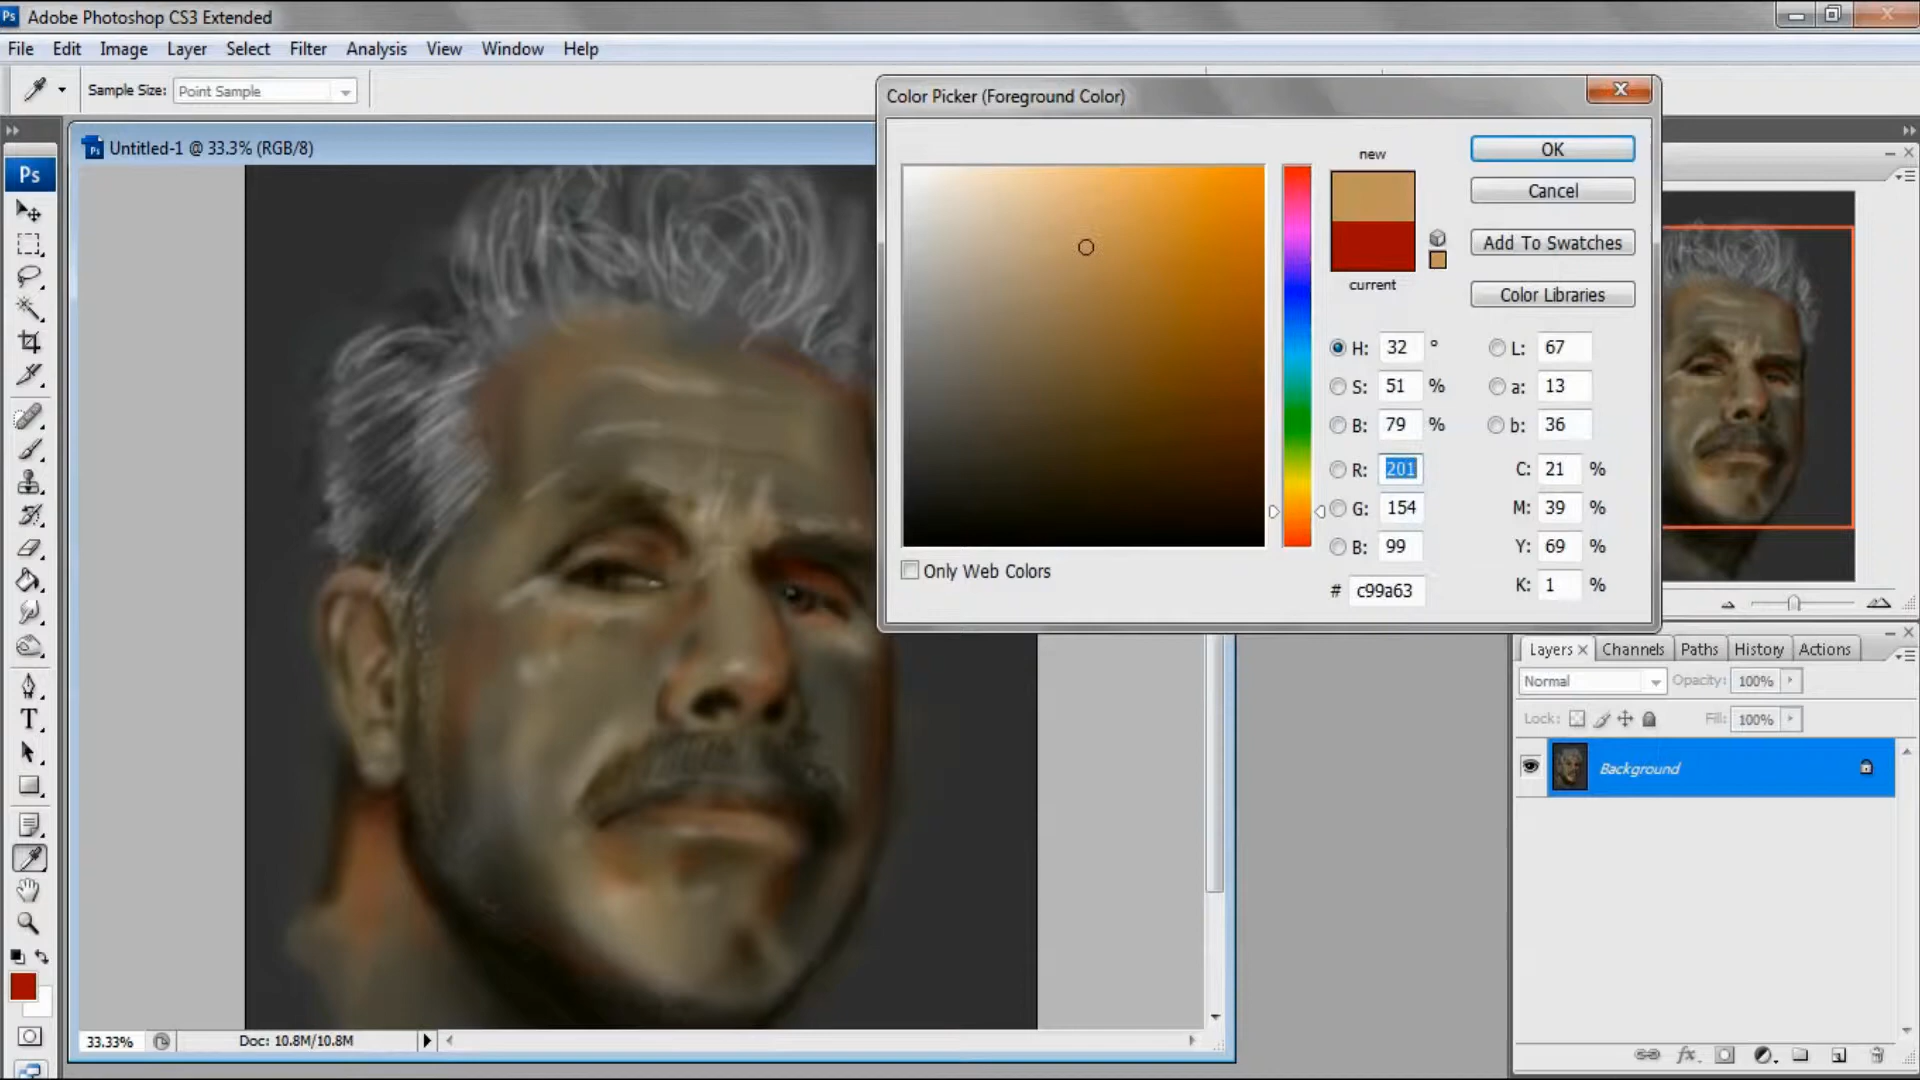 Ps Adobe Photoshop CS3 Extended
File Edit Image Layer Select Filter Analysis View Window Help
Sample Size: Point Sample
Color Picker (Foreground Color)
Untitled-1 @ 33.3% (RGB/8)
Ps
new
current
OK
Cancel
Add To Swatches
Color Libraries
H: 32 °
S: 51 %
B: 79 %
R: 201
G: 154
B: 99
# c99a63
L: 67
a: 13
b: 36
C: 21 %
M: 39 %
Y: 69 %
K: 1 %
Only Web Colors
Layers Channels Paths History Actions
Normal Opacity: 100%
Lock: Fill: 100%
Background
T
33.33% Doc: 10.8M/10.8M
fx